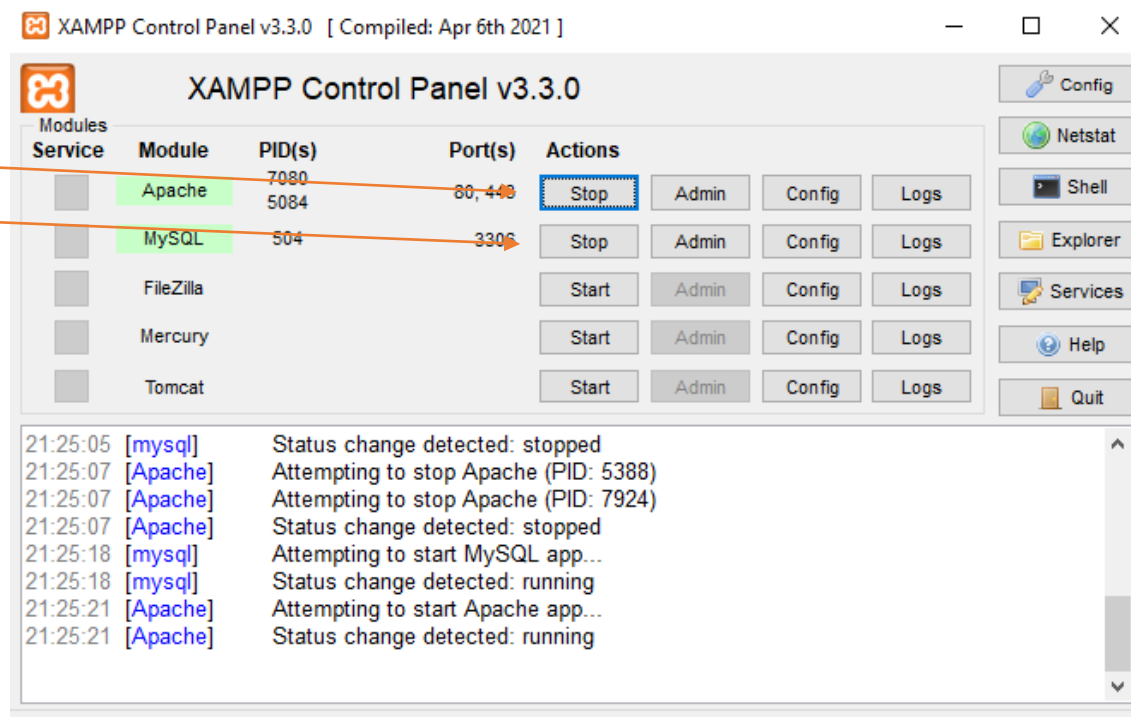 XAMPP Control Panel v3.3.0 [ Compiled: Apr 6th 2021 ]
XAMPP Control Panel v3.3.0
Config
Modules
Service Module PID(s) Port(s) Actions
Netstat
Apache 7080 5084 80, 443 Stop Admin Config Logs
Shell
MySQL 504 3306 Stop Admin Config Logs
Explorer
FileZilla Start Admin Config Logs
Services
Mercury Start Admin Config Logs
Help
Tomcat Start Admin Config Logs
Quit
21:25:05 [mysql] Status change detected: stopped
21:25:07 [Apache] Attempting to stop Apache (PID: 5388)
21:25:07 [Apache] Attempting to stop Apache (PID: 7924)
21:25:07 [Apache] Status change detected: stopped
21:25:18 [mysql] Attempting to start MySQL app...
21:25:18 [mysql] Status change detected: running
21:25:21 [Apache] Attempting to start Apache app...
21:25:21 [Apache] Status change detected: running